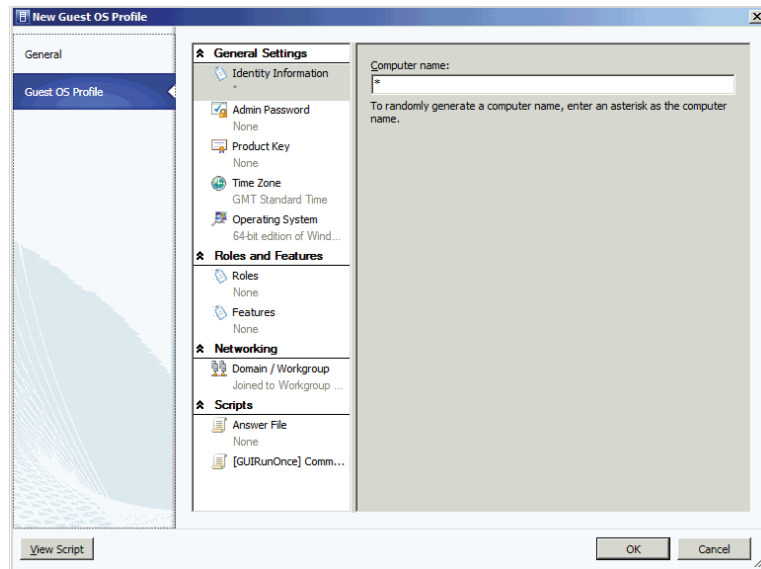 New Guest OS Profile
General
Guest OS Profile
General Settings
Identity Information
*
Admin Password
None
Product Key
None
Time Zone
GMT Standard Time
Operating System
64-bit edition of Wind...
Roles and Features
Roles
None
Features
None
Networking
Domain / Workgroup
Joined to Workgroup ...
Scripts
Answer File
None
[GUIRunOnce] Comm...
Computer name:
*
To randomly generate a computer name, enter an asterisk as the computer
name.
View Script
OK
Cancel